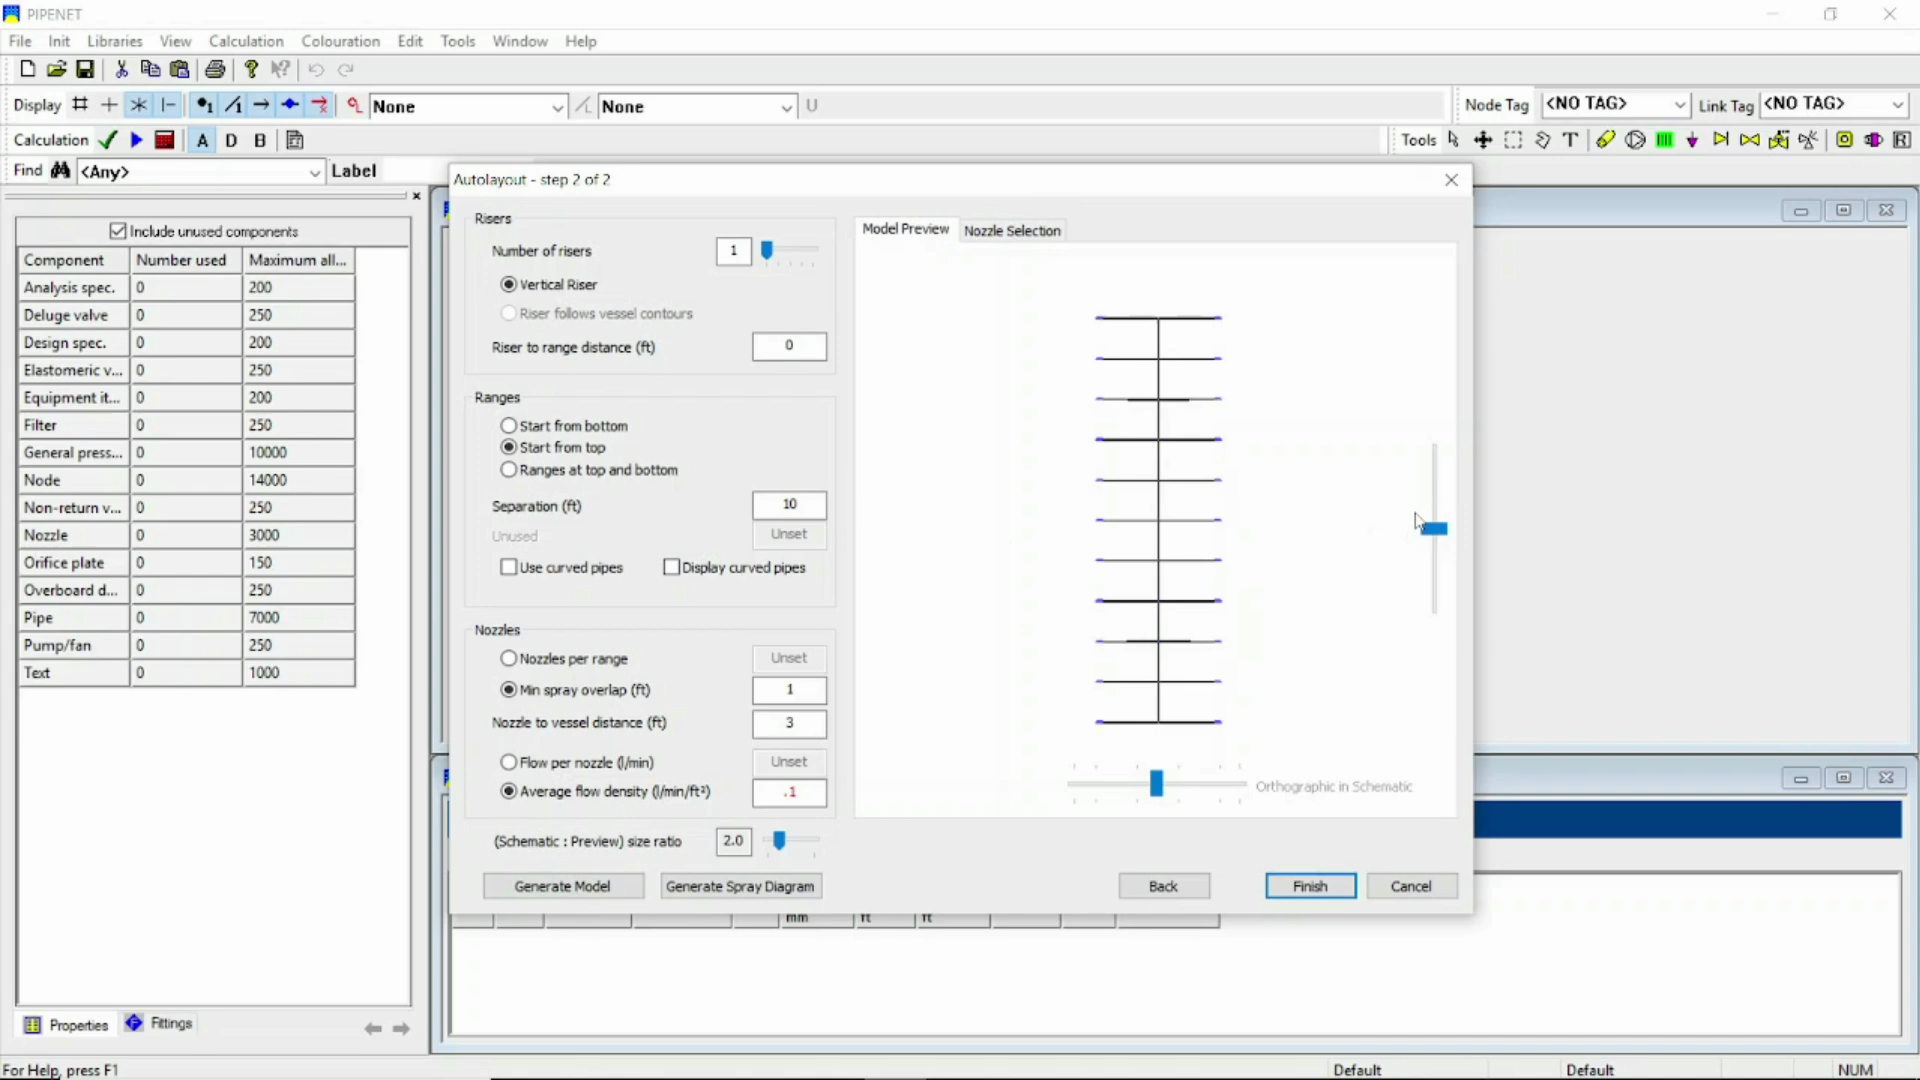 PIPENET
File Init Libraries View Calculation Colouration Edit Tools Window Help
Display None None U Node Tag <NO TAG> Link Tag <NO TAG>
Calculation A D B Tools T R
Find <Any> Label
Autolayout - step 2 of 2
Include unused components
Component Number used Maximum all...
Analysis spec. 0 200
Deluge valve 0 250
Design spec. 0 200
Elastomeric v... 0 250
Equipment it... 0 200
Filter 0 250
General press... 0 10000
Node 0 14000
Non-return v... 0 250
Nozzle 0 3000
Orifice plate 0 150
Overboard d... 0 250
Pipe 0 7000
Pump/fan 0 250
Text 0 1000
Properties Fittings
Risers
Number of risers 1
Vertical Riser
Riser follows vessel contours
Riser to range distance (ft) 0
Ranges
Start from bottom
Start from top
Ranges at top and bottom
Separation (ft) 10
Unused Unset
Use curved pipes Display curved pipes
Nozzles
Nozzles per range Unset
Min spray overlap (ft) 1
Nozzle to vessel distance (ft) 3
Flow per nozzle (l/min) Unset
Average flow density (l/min/ft²) .1
(Schematic : Preview) size ratio 2.0
Generate Model Generate Spray Diagram
Model Preview Nozzle Selection
Orthographic in Schematic
Back Finish Cancel
mm ft ft
For Help, press F1 Default Default NUM